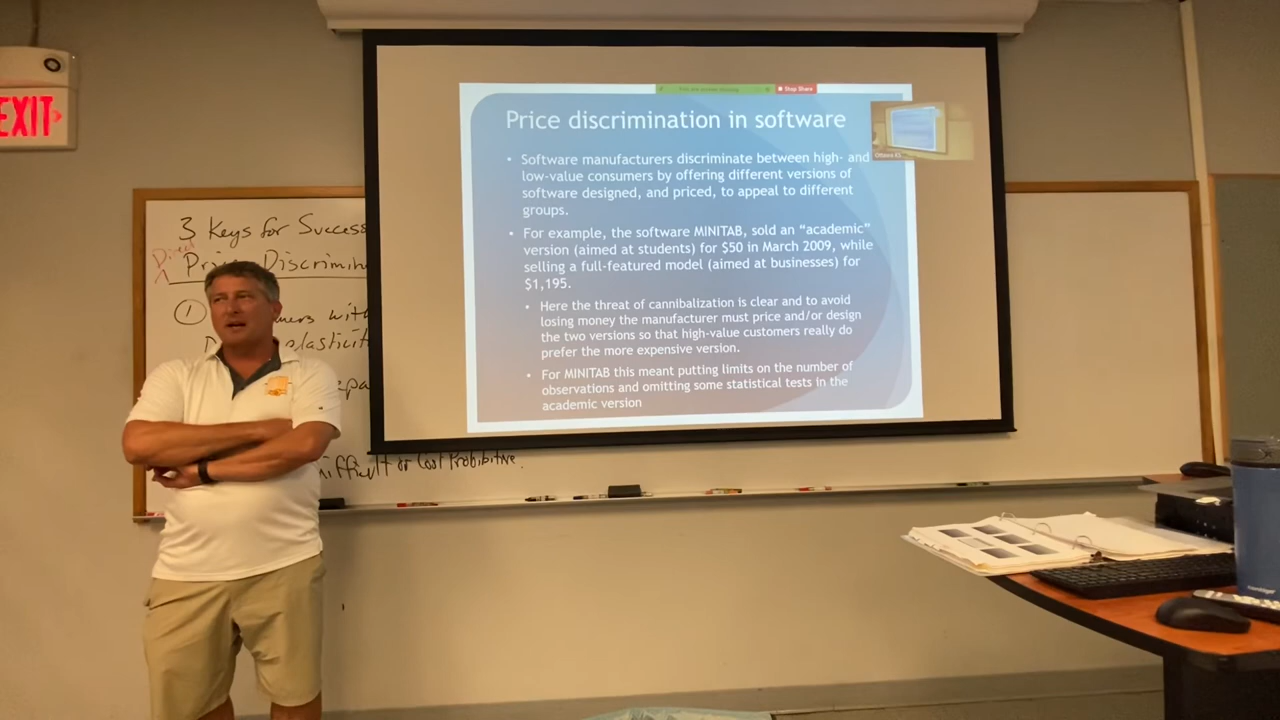 EXIT
3 Keys for Success
Direct
Discrimin
①
with
elasticit
ifficult or Cost Prohibitive.
Stop Share
Price discrimination in software
• Software manufacturers discriminate between high- and
low-value consumers by offering different versions of
software designed, and priced, to appeal to different
groups.
• For example, the software MINITAB, sold an “academic”
version (aimed at students) for $50 in March 2009, while
selling a full-featured model (aimed at businesses) for
$1,195.
• Here the threat of cannibalization is clear and to avoid
losing money the manufacturer must price and/or design
the two versions so that high-value customers really do
prefer the more expensive version.
• For MINITAB this meant putting limits on the number of
observations and omitting some statistical tests in the
academic version